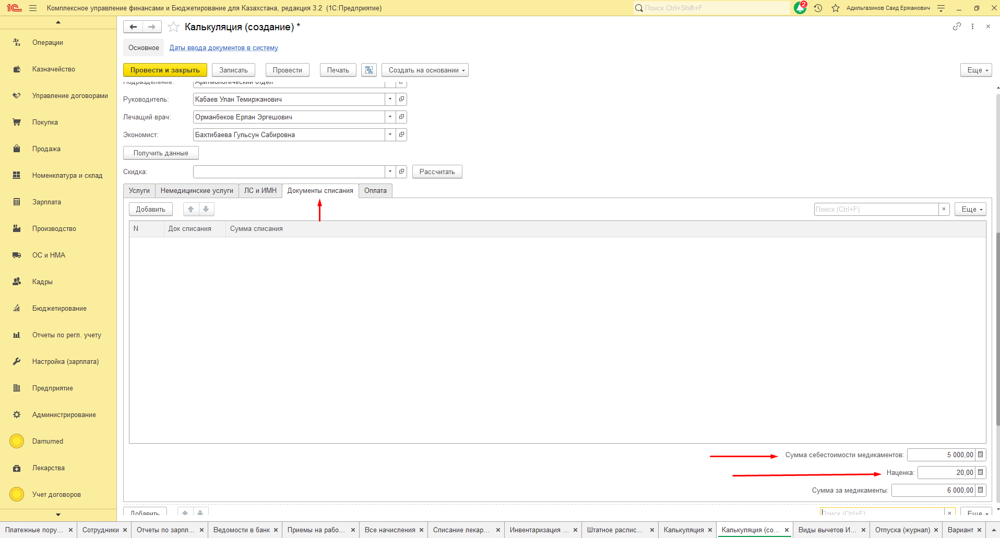 1С Комплексное управление финансами и Бюджетирование для Казахстана, редакция 3.2 (1С:Предприятие) Поиск Ctrl+Shift+F 2 Адильгазинов Саид Ержанович
Операции
Казначейство
Управление договорами
Покупка
Продажа
Номенклатура и склад
Зарплата
Производство
ОС и НМА
Кадры
Бюджетирование
Отчеты по регл. учету
Настройка (зарплата)
Предприятие
Администрирование
Damumed
Лекарства
Учет договоров
Калькуляция (создание) *
Основное Даты ввода документов в систему
Провести и закрыть Записать Провести Печать Создать на основании Еще
Подразделение: Аритмологический отдел
Руководитель: Кабаев Улан Темиржанович
Лечащий врач: Орманбеков Ерлан Эргешович
Экономист: Бахтибаева Гульсун Сабировна
Получить данные
Скидка: Рассчитать
Услуги Немедицинские услуги ЛС и ИМН Документы списания Оплата
Добавить Поиск (Ctrl+F) × Еще
N Док списания Сумма списания
Сумма себестоимости медикаментов: 5 000,00
Наценка: 20,00
Сумма за медикаменты: 6 000,00
Добавить Поиск (Ctrl+F) × Еще
Платежные пору... × Сотрудники × Отчеты по зарпл... × Ведомости в банк × Приемы на рабо... × Все начисления × Списание лекар... × Инвентаризация ... × Штатное распис... × Калькуляция × Калькуляция (со... × Виды вычетов И... × Отпуска (журнал) × Вариант ×